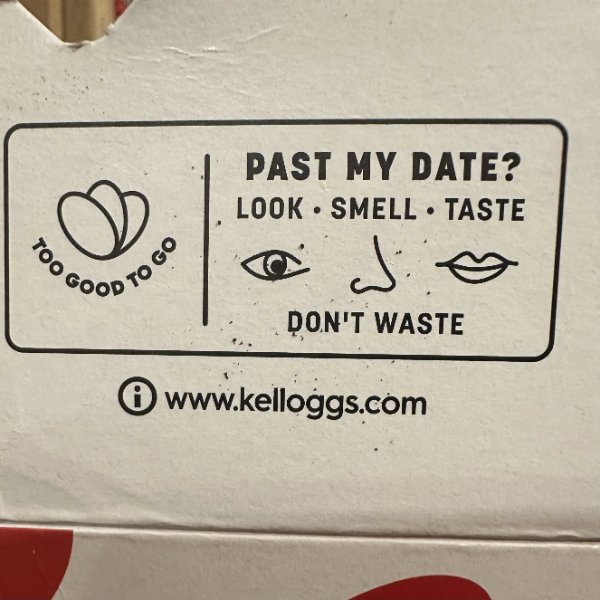 TOO GOOD TO GO
PAST MY DATE?
LOOK • SMELL • TASTE
DON'T WASTE
i www.kelloggs.com